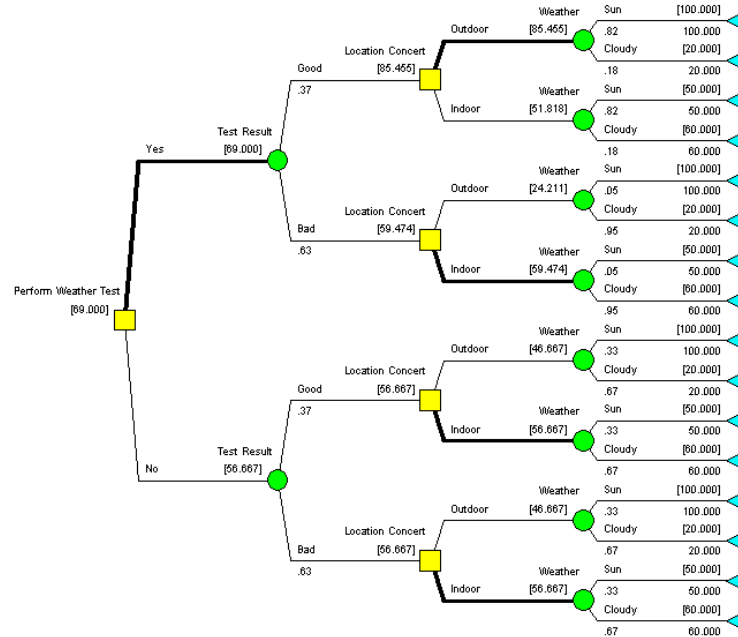 Sun [100.000]
Weather
Outdoor [85.455] .82 100.000
Cloudy [20.000]
Location Concert
Good [85.455] .18 20.000
.37 Weather Sun [50.000]
Indoor [51.818] .82 50.000
Cloudy [60.000]
Test Result
Yes [69.000] .18 60.000
Weather Sun [100.000]
Outdoor [24.211] .05 100.000
Cloudy [20.000]
Location Concert
Bad [59.474] .95 20.000
.63 Weather Sun [50.000]
Indoor [59.474] .05 50.000
Cloudy [60.000]
Perform Weather Test
[69.000] .95 60.000
Weather Sun [100.000]
Outdoor [46.667] .33 100.000
Cloudy [20.000]
Location Concert
Good [56.667] .67 20.000
.37 Weather Sun [50.000]
Indoor [56.667] .33 50.000
Cloudy [60.000]
Test Result
No [56.667] .67 60.000
Weather Sun [100.000]
Outdoor [46.667] .33 100.000
Cloudy [20.000]
Location Concert
Bad [56.667] .67 20.000
.63 Weather Sun [50.000]
Indoor [56.667] .33 50.000
Cloudy [60.000]
.67 60.000